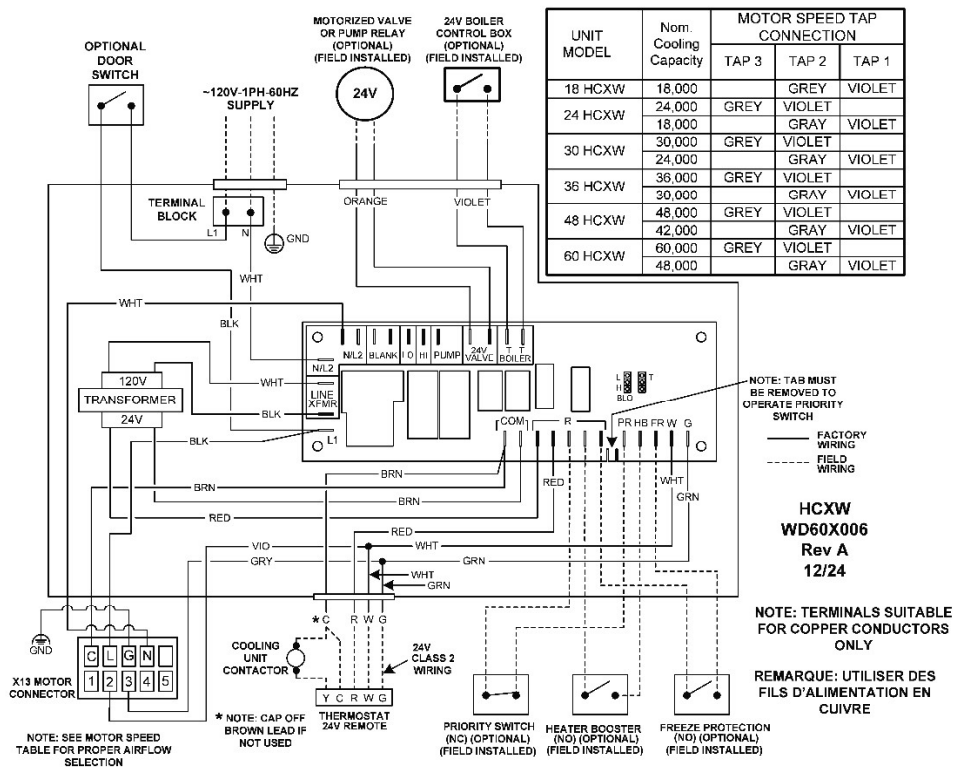 OPTIONAL
DOOR
SWITCH
~120V-1PH-60HZ
SUPPLY
MOTORIZED VALVE
OR PUMP RELAY
(OPTIONAL)
(FIELD INSTALLED)
24V
24V BOILER
CONTROL BOX
(OPTIONAL)
(FIELD INSTALLED)
UNIT
MODEL
Nom.
Cooling
Capacity
MOTOR SPEED TAP
CONNECTION
TAP 3 TAP 2 TAP 1
18 HCXW 18,000 GREY VIOLET
24 HCXW 24,000 GREY VIOLET
18,000 GRAY VIOLET
30 HCXW 30,000 GREY VIOLET
24,000 GRAY VIOLET
36 HCXW 36,000 GREY VIOLET
30,000 GRAY VIOLET
48 HCXW 48,000 GREY VIOLET
42,000 GRAY VIOLET
60 HCXW 60,000 GREY VIOLET
48,000 GRAY VIOLET
TERMINAL
BLOCK
L1 N
GND
ORANGE
VIOLET
WHT
WHT
BLK
N/L2 BLANK LO HI PUMP
24V
VALVE
T T
BOILER
N/L2
LINE
XFMR
L1
WHT
BLK
BLK
120V
TRANSFORMER
24V
L
H
T
BLO
COM
R
PR HB FR W G
NOTE: TAB MUST
BE REMOVED TO
OPERATE PRIORITY
SWITCH
FACTORY
WIRING
FIELD
WIRING
BRN
BRN
BRN
RED
RED
RED
WHT
GRN
VIO
WHT
GRY
GRN
WHT
GRN
HCXW
WD60X006
Rev A
12/24
NOTE: TERMINALS SUITABLE
FOR COPPER CONDUCTORS
ONLY
REMARQUE: UTILISER DES
FILS D'ALIMENTATION EN
CUIVRE
GND
X13 MOTOR
CONNECTOR
C L G N
1 2 3 4 5
NOTE: SEE MOTOR SPEED
TABLE FOR PROPER AIRFLOW
SELECTION
* C R W G
COOLING
UNIT
CONTACTOR
24V
CLASS 2
WIRING
Y C R W G
THERMOSTAT
24V REMOTE
* NOTE: CAP OFF
BROWN LEAD IF
NOT USED
PRIORITY SWITCH
(NC) (OPTIONAL)
(FIELD INSTALLED)
HEATER BOOSTER
(NO) (OPTIONAL)
(FIELD INSTALLED)
FREEZE PROTECTION
(NO) (OPTIONAL)
(FIELD INSTALLED)